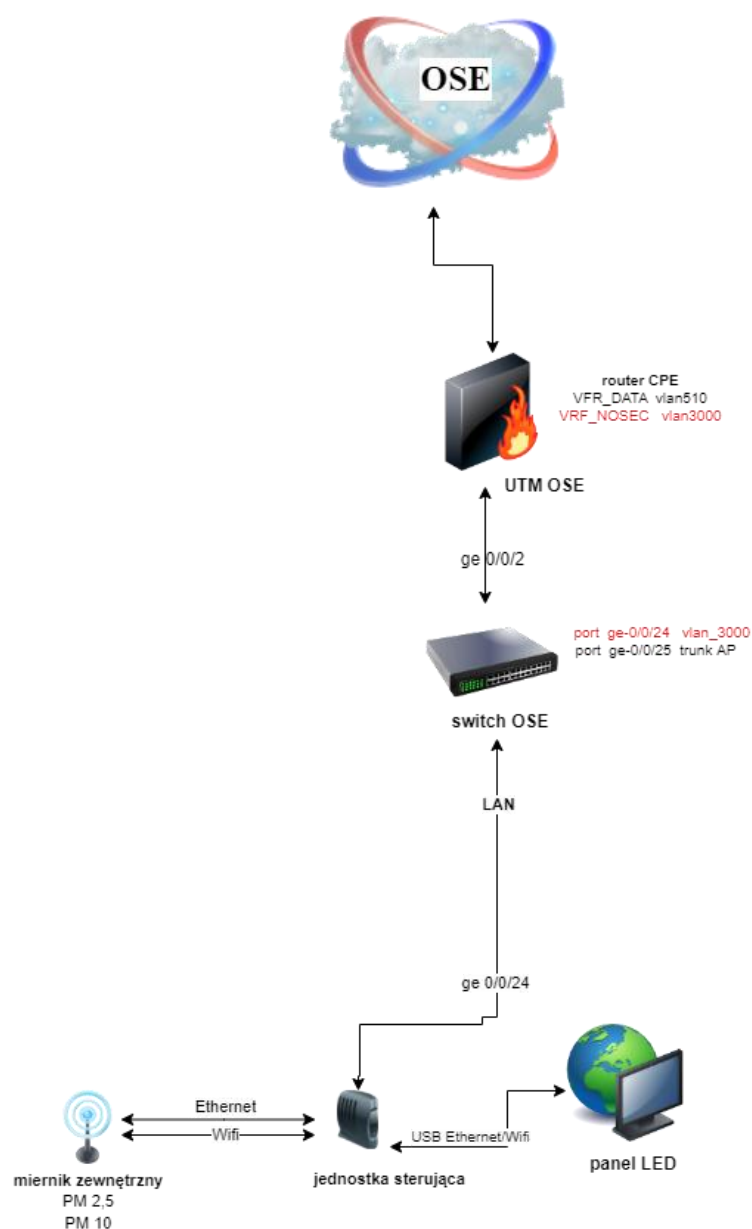 OSE
router CPE
VFR_DATA vlan510
VRF_NOSEC vlan3000
UTM OSE
ge 0/0/2
port ge-0/0/24 vlan_3000
port ge-0/0/25 trunk AP
switch OSE
LAN
ge 0/0/24
Ethernet
Wifi
USB Ethernet/Wifi
miernik zewnętrzny
PM 2,5
PM 10
jednostka sterująca
panel LED